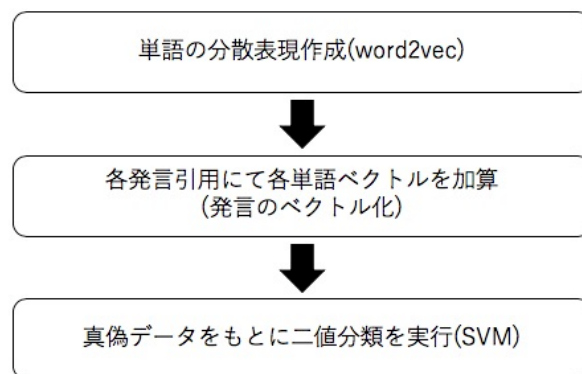 単語の分散表現作成(word2vec)
各発言引用にて各単語ベクトルを加算
(発言のベクトル化)
真偽データをもとに二値分類を実行(SVM)